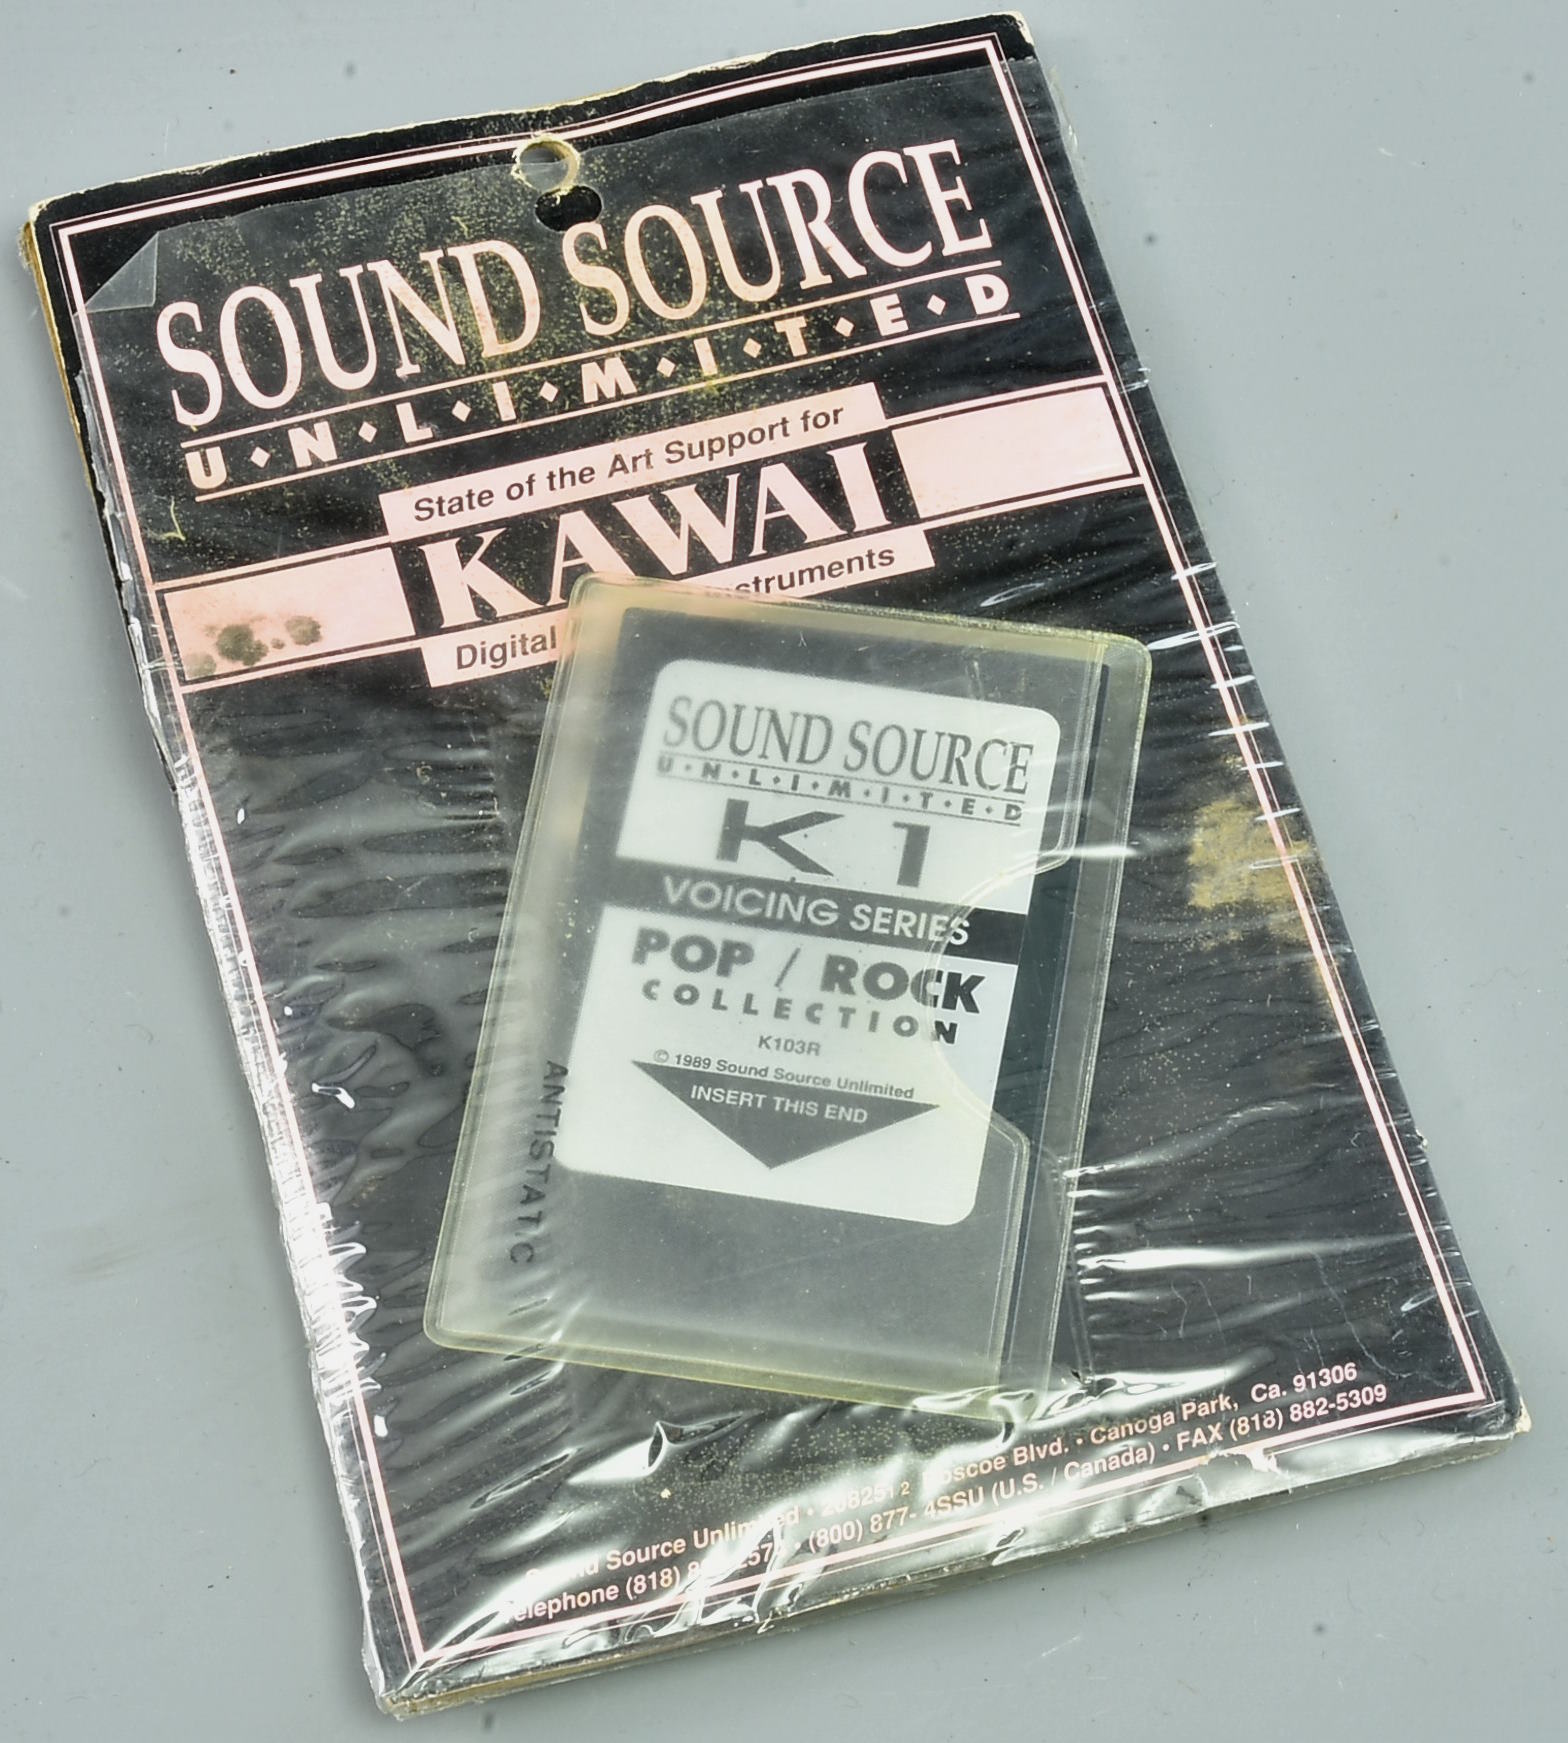 SOUND SOURCE
U·N·L·I·M·I·T·E·D
State of the Art Support for
KAWAI
Digital Instruments
SOUND SOURCE
U·N·L·I·M·I·T·E·D
K1
VOICING SERIES
POP / ROCK
COLLECTION
K103R
© 1989 Sound Source Unlimited
INSERT THIS END
ANTISTATIC
Sound Source Unlimited • Roscoe Blvd. • Canoga Park, Ca. 91306
Telephone (818) • (800) 877-4SSU (U.S. / Canada) • FAX (818) 882-5309